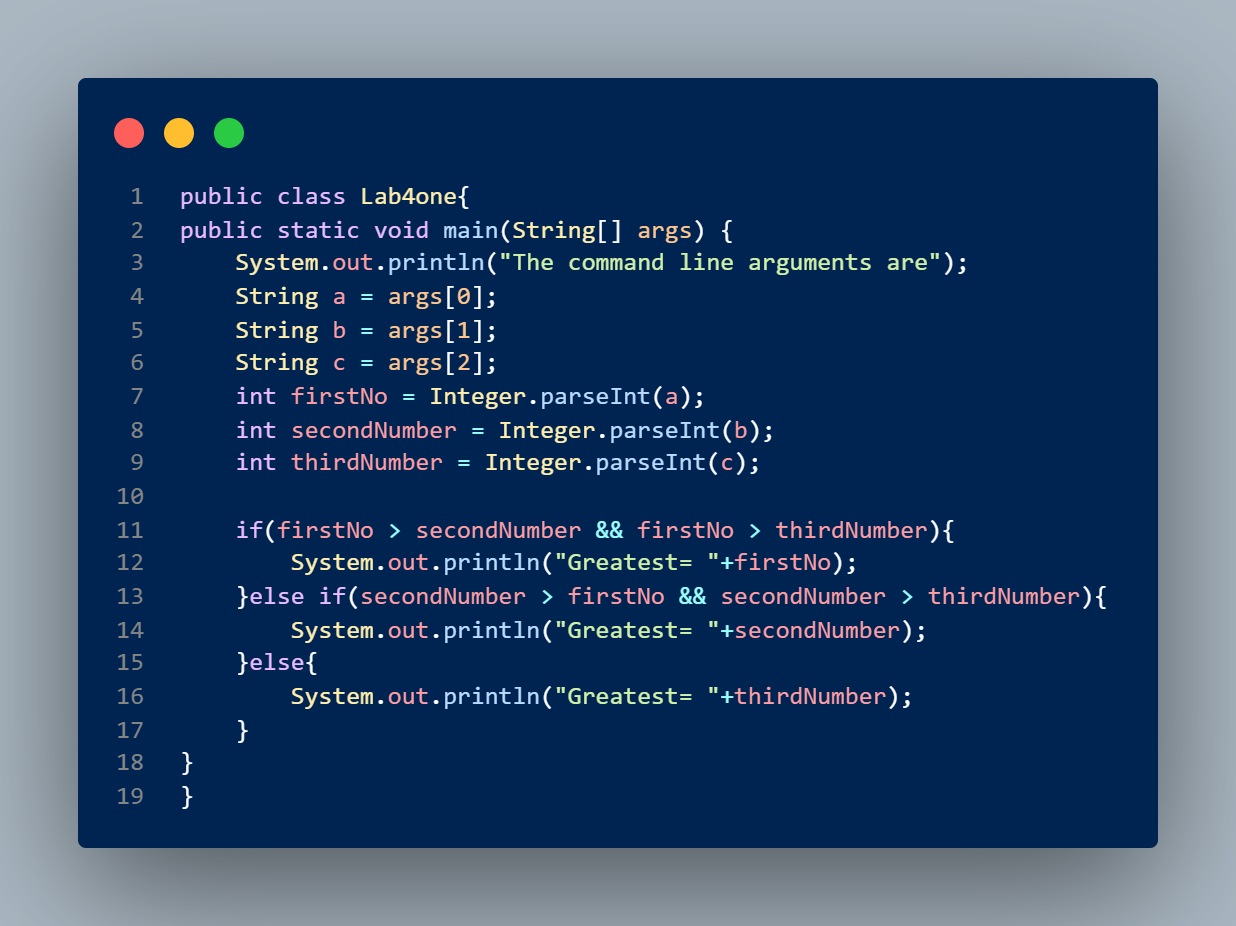 1 public class Lab4one{
2 public static void main(String[] args) {
3     System.out.println("The command line arguments are");
4     String a = args[0];
5     String b = args[1];
6     String c = args[2];
7     int firstNo = Integer.parseInt(a);
8     int secondNumber = Integer.parseInt(b);
9     int thirdNumber = Integer.parseInt(c);
10
11     if(firstNo > secondNumber && firstNo > thirdNumber){
12         System.out.println("Greatest= "+firstNo);
13     }else if(secondNumber > firstNo && secondNumber > thirdNumber){
14         System.out.println("Greatest= "+secondNumber);
15     }else{
16         System.out.println("Greatest= "+thirdNumber);
17     }
18 }
19 }